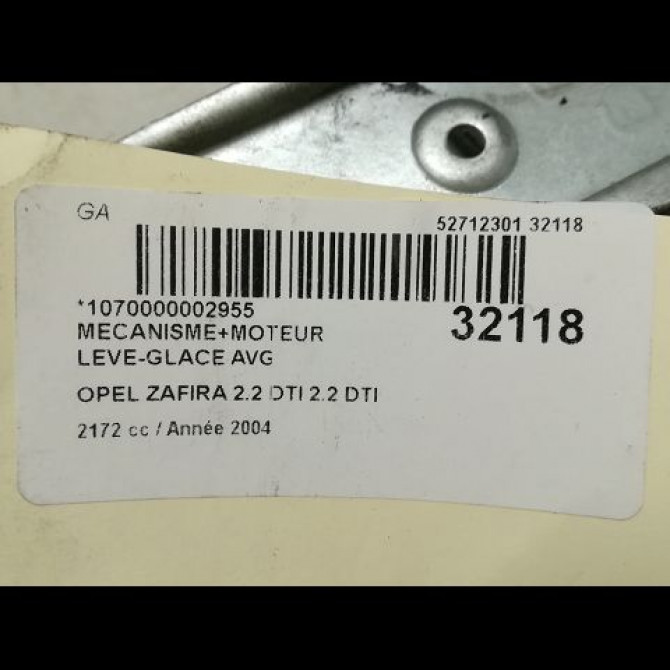 GA
52712301 32118
*1070000002955
32118
MECANISME+MOTEUR
LEVE-GLACE AVG
OPEL ZAFIRA 2.2 DTI 2.2 DTI
2172 cc / Année 2004